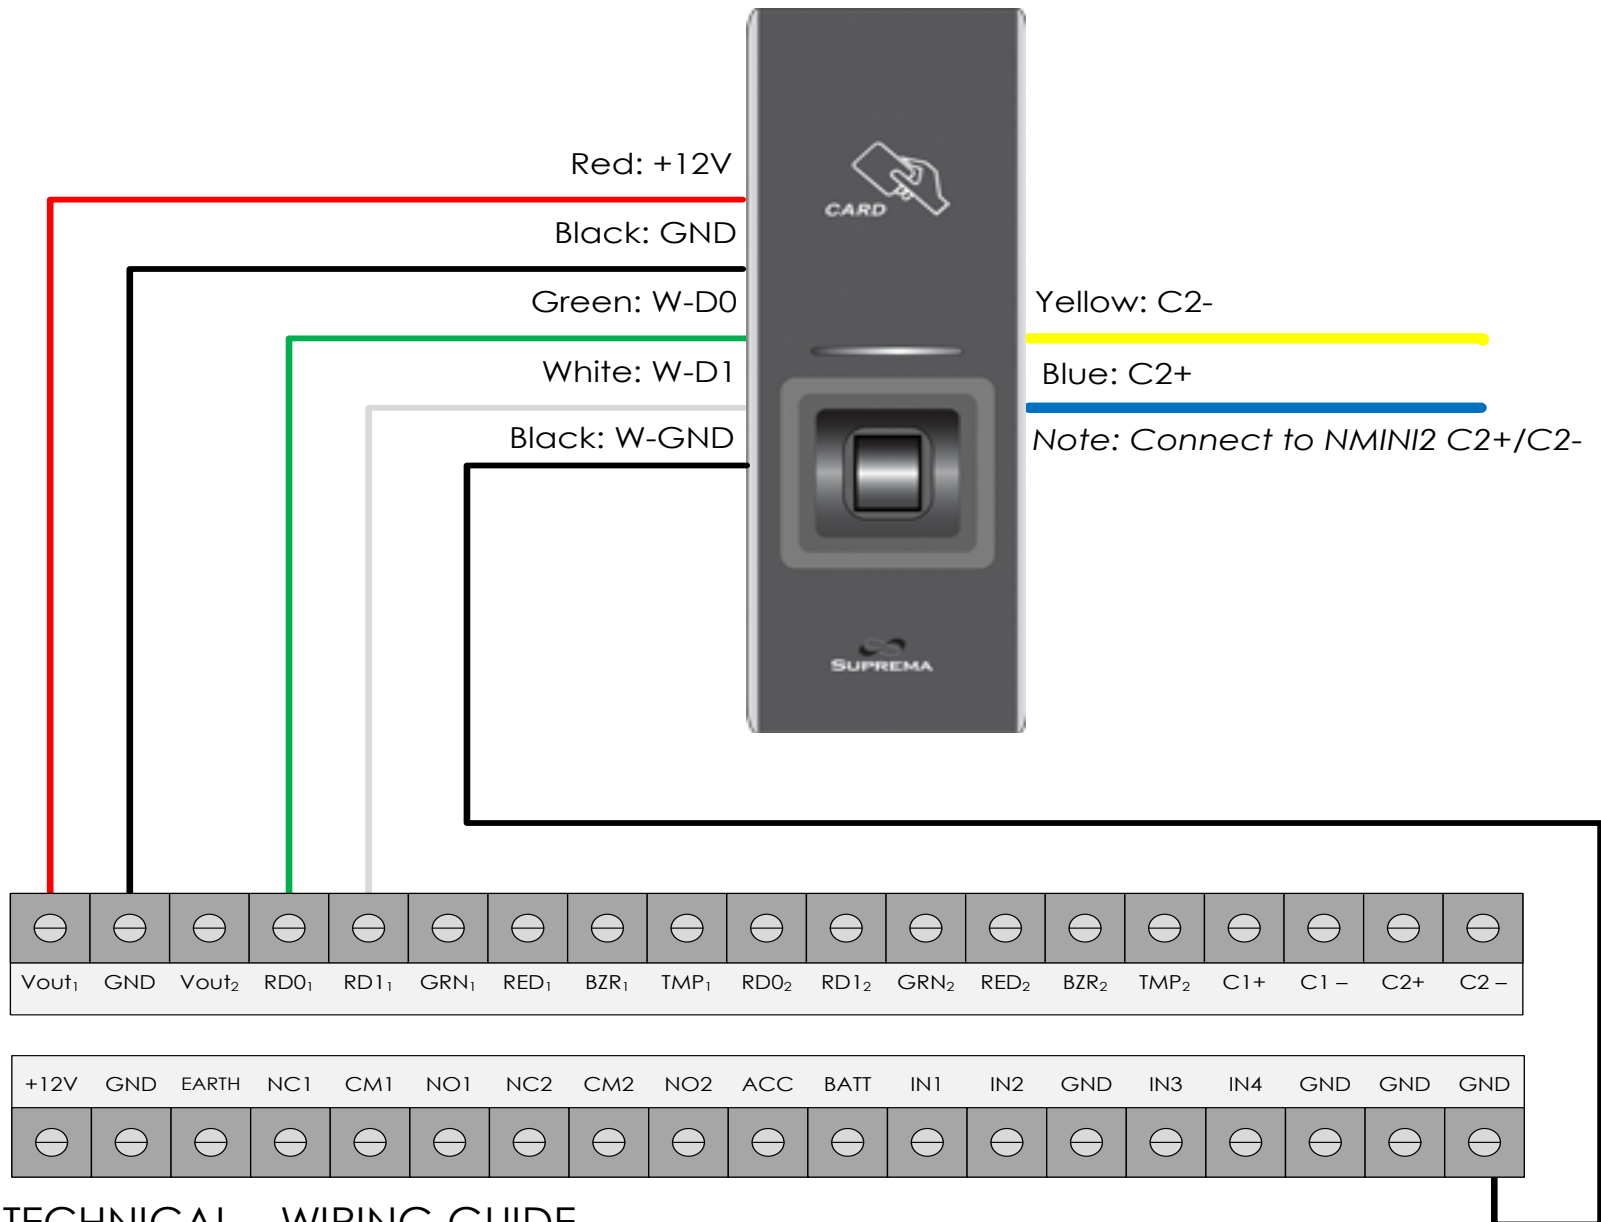 Red: +12V
CARD
Black: GND
Green: W-D0
Yellow: C2-
White: W-D1
Blue: C2+
Black: W-GND
Note: Connect to NMINI2 C2+/C2-
SUPREMA
Vout₁ GND Vout₂ RD0₁ RD1₁ GRN₁ RED₁ BZR₁ TMP₁ RD0₂ RD1₂ GRN₂ RED₂ BZR₂ TMP₂ C1+ C1 – C2+ C2 –
+12V GND EARTH NC1 CM1 NO1 NC2 CM2 NO2 ACC BATT IN1 IN2 GND IN3 IN4 GND GND GND
TECHNICAL – WIRING GUIDE